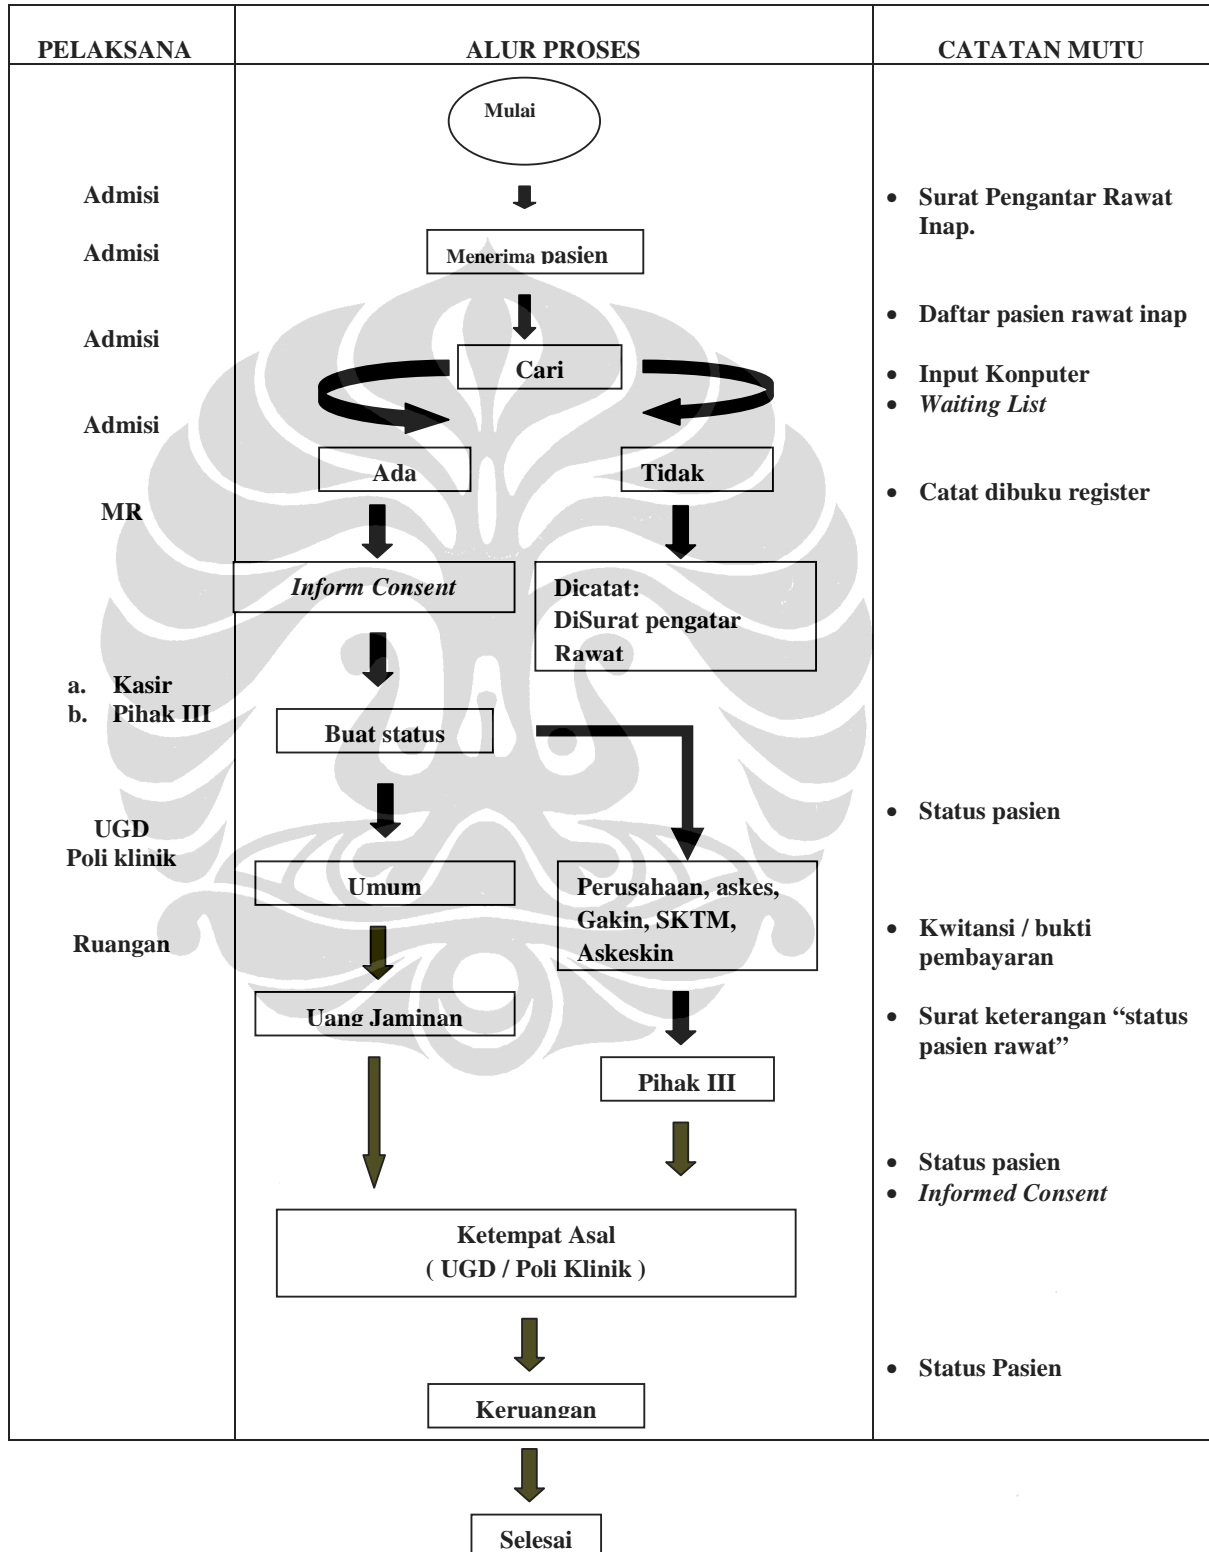 PELAKSANA
ALUR PROSES
CATATAN MUTU
Mulai
Admisi
Admisi
Admisi
Admisi
MR
a. Kasir
b. Pihak III
UGD
Poli klinik
Ruangan
Menerima pasien
Cari
Ada
Tidak
Inform Consent
Dicatat:
DiSurat pengatar
Rawat
Buat status
Umum
Perusahaan, askes,
Gakin, SKTM,
Askeskin
Uang Jaminan
Pihak III
Ketempat Asal
( UGD / Poli Klinik )
Keruangan
Selesai
• Surat Pengantar Rawat
Inap.
• Daftar pasien rawat inap
• Input Konputer
• Waiting List
• Catat dibuku register
• Status pasien
• Kwitansi / bukti
pembayaran
• Surat keterangan “status
pasien rawat”
• Status pasien
• Informed Consent
• Status Pasien